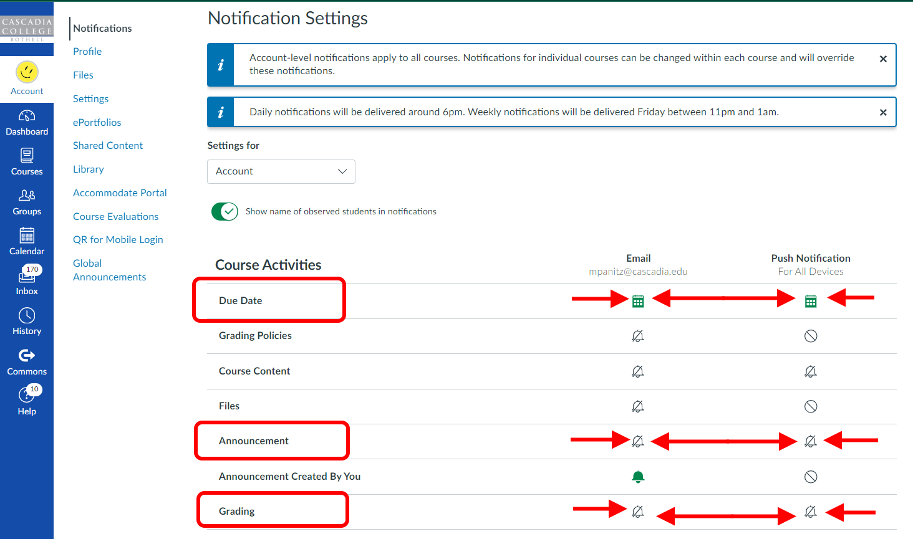 CASCADIA
COLLEGE
BOTHELL
Account
Dashboard
Courses
Groups
Calendar
170
Inbox
History
Commons
10
Help
Notifications
Profile
Files
Settings
ePortfolios
Shared Content
Library
Accommodate Portal
Course Evaluations
QR for Mobile Login
Global
Announcements
Notification Settings
Account-level notifications apply to all courses. Notifications for individual courses can be changed within each course and will override
these notifications.
Daily notifications will be delivered around 6pm. Weekly notifications will be delivered Friday between 11pm and 1am.
Settings for
Account
Show name of observed students in notifications
Course Activities
Email
mpanitz@cascadia.edu
Push Notification
For All Devices
Due Date
Grading Policies
Course Content
Files
Announcement
Announcement Created By You
Grading